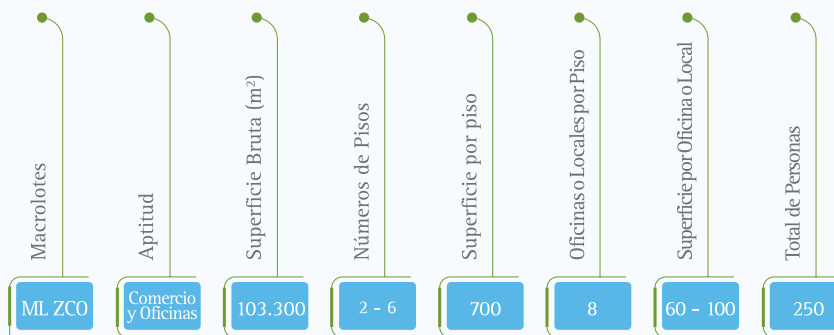 Macrolotes
Aptitud
Superficie Bruta (m²)
Números de Pisos
Superficie por piso
Oficinas o Locales por Piso
Superficie por Oficina o Local
Total de Personas
ML ZCO
Comercio
y Oficinas
103.300
2 - 6
700
8
60 - 100
250